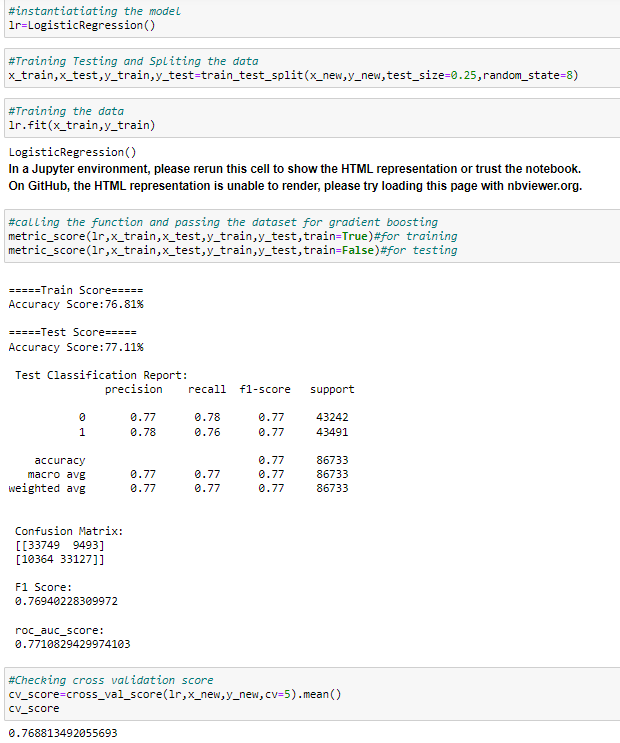 #instantiatiating the model
lr=LogisticRegression()
#Training Testing and Spliting the data
x_train,x_test,y_train,y_test=train_test_split(x_new,y_new,test_size=0.25,random_state=8)
#Training the data
lr.fit(x_train,y_train)
LogisticRegression()
In a Jupyter environment, please rerun this cell to show the HTML representation or trust the notebook.
On GitHub, the HTML representation is unable to render, please try loading this page with nbviewer.org.
#calling the function and passing the dataset for gradient boosting
metric_score(lr,x_train,x_test,y_train,y_test,train=True)#for training
metric_score(lr,x_train,x_test,y_train,y_test,train=False)#for testing
=====Train Score=====
Accuracy Score:76.81%
=====Test Score=====
Accuracy Score:77.11%
Test Classification Report:
precision recall f1-score support
0 0.77 0.78 0.77 43242
1 0.78 0.76 0.77 43491
accuracy 0.77 86733
macro avg 0.77 0.77 0.77 86733
weighted avg 0.77 0.77 0.77 86733
Confusion Matrix:
[[33749 9493]
[10364 33127]]
F1 Score:
0.76940228309972
roc_auc_score:
0.7710829429974103
#Checking cross validation score
cv_score=cross_val_score(lr,x_new,y_new,cv=5).mean()
cv_score
0.768813492055693